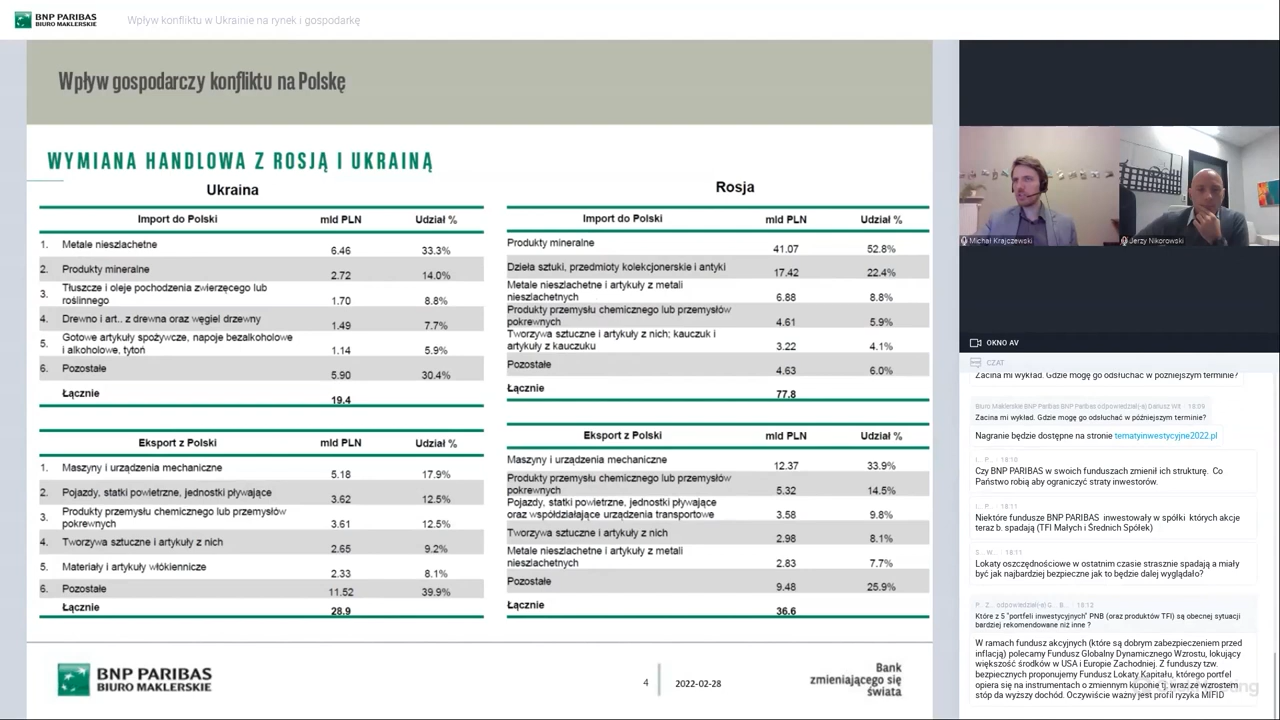 BNP PARIBAS
BIURO MAKLERSKIE
Wpływ konfliktu w Ukrainie na rynek i gospodarkę
Wpływ gospodarczy konfliktu na Polskę
WYMIANA HANDLOWA Z ROSJĄ I UKRAINĄ
Ukraina
Import do Polski mld PLN Udział %
1. Metale nieszlachetne 6.46 33.3%
2. Produkty mineralne 2.72 14.0%
3. Tłuszcze i oleje pochodzenia zwierzęcego lub
roślinnego 1.70 8.8%
4. Drewno i art.. z drewna oraz węgiel drzewny 1.49 7.7%
5. Gotowe artykuły spożywcze, napoje bezalkoholowe
i alkoholowe, tytoń 1.14 5.9%
6. Pozostałe 5.90 30.4%
Łącznie 19.4
Eksport z Polski mld PLN Udział %
1. Maszyny i urządzenia mechaniczne 5.18 17.9%
2. Pojazdy, statki powietrzne, jednostki pływające 3.62 12.5%
3. Produkty przemysłu chemicznego lub przemysłów
pokrewnych 3.61 12.5%
4. Tworzywa sztuczne i artykuły z nich 2.65 9.2%
5. Materiały i artykuły włókiennicze 2.33 8.1%
6. Pozostałe 11.52 39.9%
Łącznie 28.9
Rosja
Import do Polski mld PLN Udział %
Produkty mineralne 41.07 52.8%
Dzieła sztuki, przedmioty kolekcjonerskie i antyki 17.42 22.4%
Metale nieszlachetne i artykuły z metali
nieszlachetnych 6.88 8.8%
Produkty przemysłu chemicznego lub przemysłów
pokrewnych 4.61 5.9%
Tworzywa sztuczne i artykuły z nich; kauczuk i
artykuły z kauczuku 3.22 4.1%
Pozostałe 4.63 6.0%
Łącznie 77.8
Eksport z Polski mld PLN Udział %
Maszyny i urządzenia mechaniczne 12.37 33.9%
Produkty przemysłu chemicznego lub przemysłów
pokrewnych 5.32 14.5%
Pojazdy, statki powietrzne, jednostki pływające
oraz współdziałające urządzenia transportowe 3.58 9.8%
Tworzywa sztuczne i artykuły z nich 2.98 8.1%
Metale nieszlachetne i artykuły z metali
nieszlachetnych 2.83 7.7%
Pozostałe 9.48 25.9%
Łącznie 36.6
BNP PARIBAS
BIURO MAKLERSKIE
4
2022-02-28
Bank
zmieniającego się
świata
Michał Krajczewski
Jerzy Nikorowski
OKNO AV
CZAT
Zacina mi wykład. Gdzie mogę go odsłuchać w późniejszym terminie?
Biuro Maklerskie BNP Paribas BNP Paribas odpowiedział(-a) Dariusz Wit · 18:09
Zacina mi wykład. Gdzie mogę go odsłuchać w późniejszym terminie?
Nagranie będzie dostępne na stronie tematyinwestycyjne2022.pl
I... P... · 18:10
Czy BNP PARIBAS w swoich funduszach zmienił ich strukturę. Co
Państwo robią aby ograniczyć straty inwestorów.
I... P... · 18:11
Niektóre fundusze BNP PARIBAS inwestowały w spółki których akcje
teraz b. spadają (TFI Małych i Średnich Spółek)
S... W... · 18:11
Lokaty oszczędnościowe w ostatnim czasie strasznie spadają a miały
być jak najbardziej bezpieczne jak to będzie dalej wyglądało?
P... Z... odpowiedział(-a) G... B... · 18:12
Które z 5 "portfeli inwestycyjnych" PNB (oraz produktów TFI) są obecnej sytuacji
bardziej rekomendowane niż inne ?
W ramach fundusz akcyjnych (które są dobrym zabezpieczeniem przed
inflacją) polecamy Fundusz Globalny Dynamicznego Wzrostu, lokujący
większość środków w USA i Europie Zachodniej. Z funduszy tzw.
bezpiecznych proponujemy Fundusz Lokaty Kapitału, którego portfel
opiera się na instrumentach o zmiennym kuponie tj. wraz ze wzrostem
stóp da wyższy dochód. Oczywiście ważny jest profil ryzyka MIFID